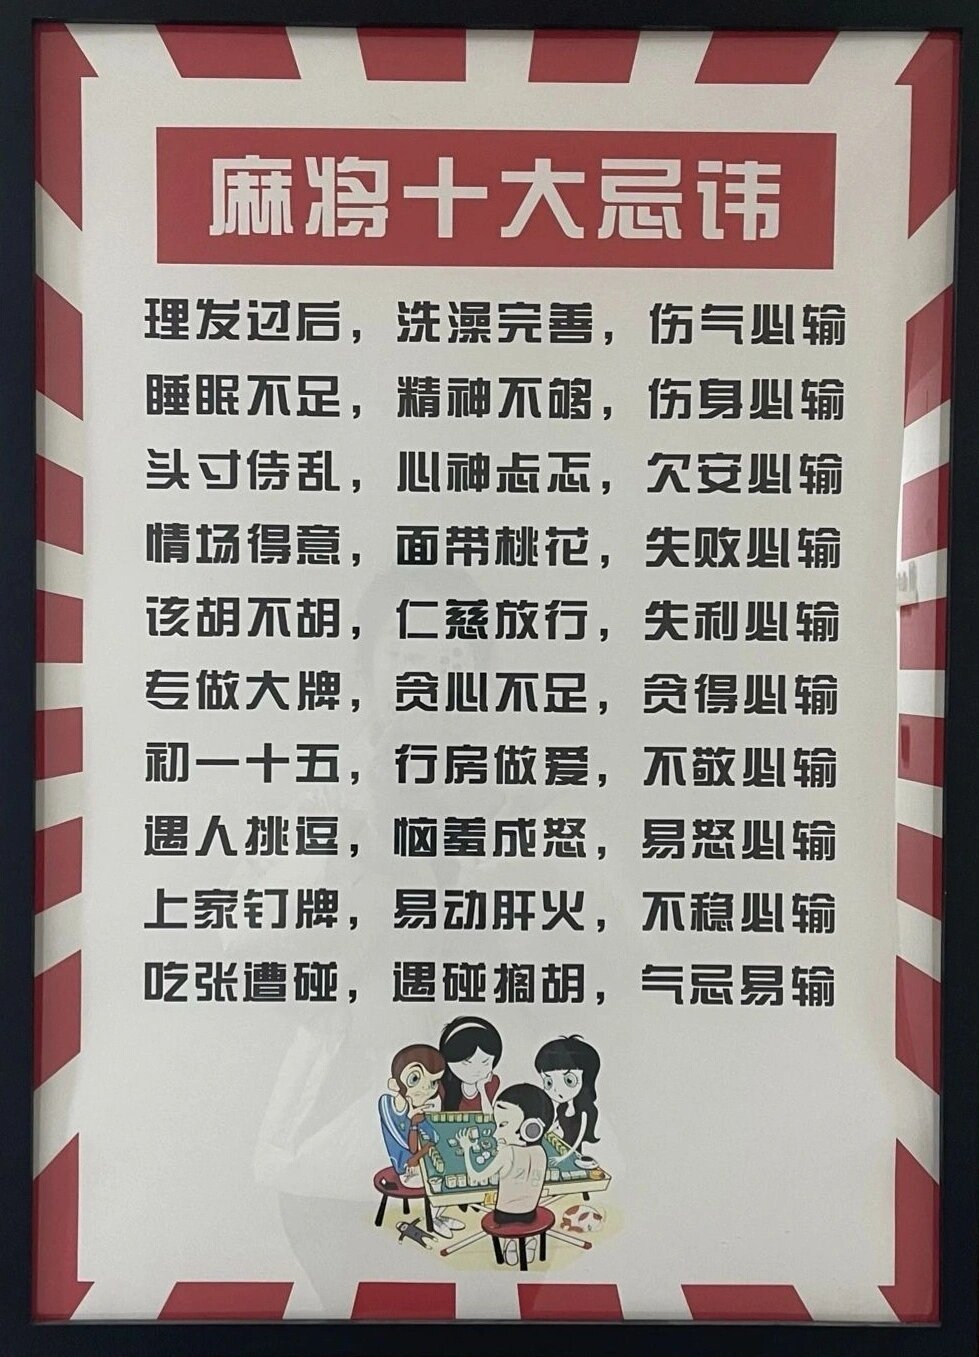 麻将十大忌讳
理发过后，洗澡完善，伤气必输
睡眠不足，精神不够，伤身必输
头寸侍乱，心神忐忑，欠安必输
情场得意，面带桃花，失败必输
该胡不胡，仁慈放行，失利必输
专做大牌，贪心不足，贪得必输
初一十五，行房做爱，不敬必输
遇人挑逗，恼羞成怒，易怒必输
上家钉牌，易动肝火，不稳必输
吃张遭碰，遇碰搁胡，气忌易输